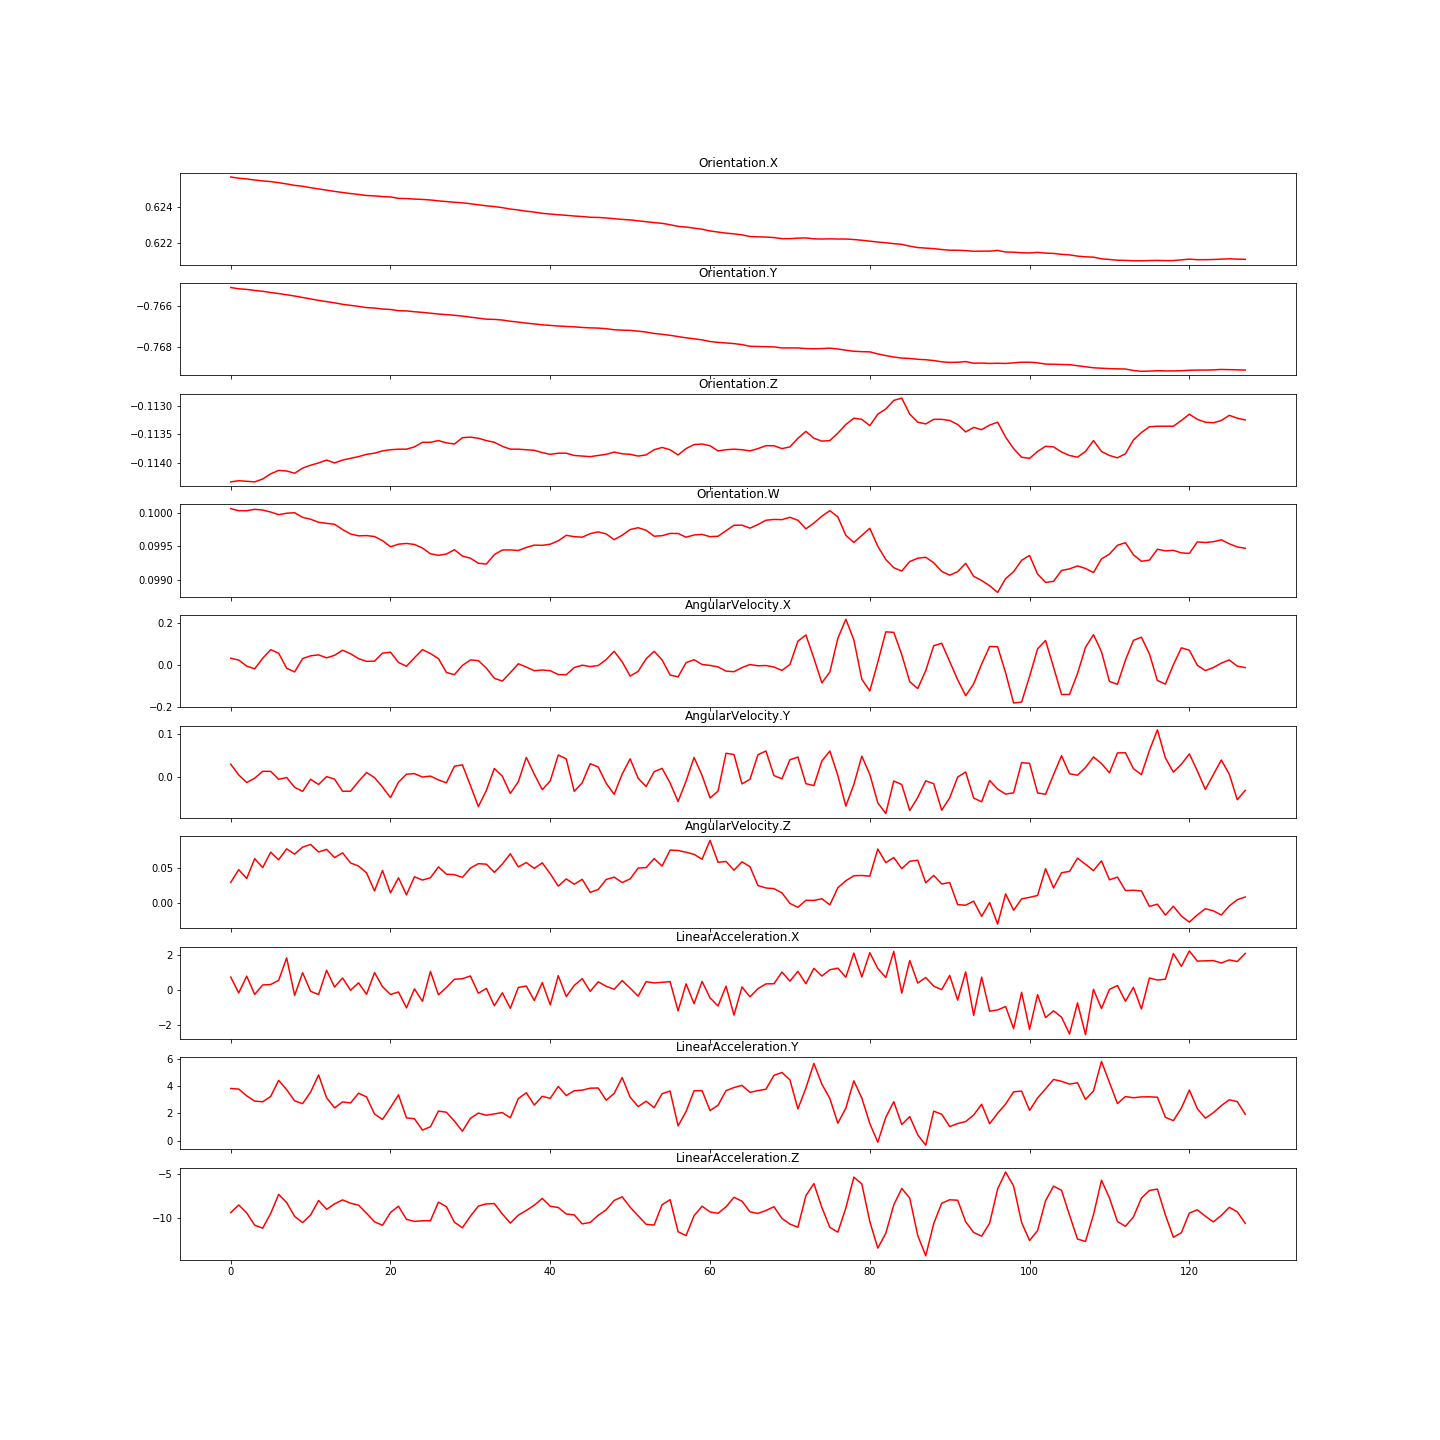 Orientation.X
0.624
0.622
Orientation.Y
−0.766
−0.768
Orientation.Z
−0.1130
−0.1135
−0.1140
Orientation.W
0.1000
0.0995
0.0990
AngularVelocity.X
0.2
0.0
−0.2
AngularVelocity.Y
0.1
0.0
AngularVelocity.Z
0.05
0.00
LinearAcceleration.X
2
0
−2
LinearAcceleration.Y
6
4
2
0
LinearAcceleration.Z
−5
−10
0 20 40 60 80 100 120